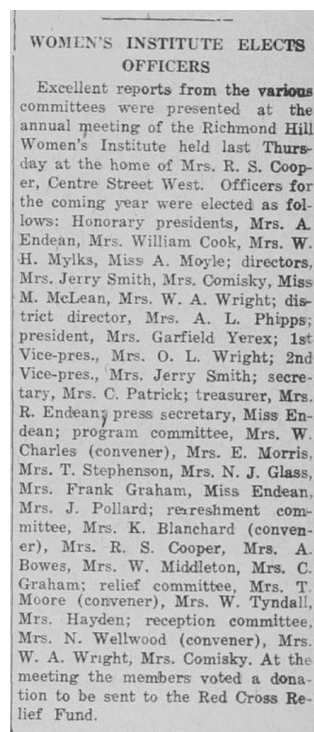 WOMEN'S INSTITUTE ELECTS
OFFICERS
Excellent reports from the various
committees were presented at the
annual meeting of the Richmond Hill
Women's Institute held last Thurs-
day at the home of Mrs. R. S. Coop-
er, Centre Street West. Officers for
the coming year were elected as fol-
lows: Honorary presidents, Mrs. A.
Endean, Mrs. William Cook, Mrs. W.
H. Mylks, Miss A. Moyle; directors,
Mrs. Jerry Smith, Mrs. Comisky, Miss
M. McLean, Mrs. W. A. Wright; dis-
trict director, Mrs. A. L. Phipps;
president, Mrs. Garfield Yerex; 1st
Vice-pres., Mrs. O. L. Wright; 2nd
Vice-pres., Mrs. Jerry Smith; secre-
tary, Mrs. C. Patrick; treasurer, Mrs.
R. Endean; press secretary, Miss En-
dean; program committee, Mrs. W.
Charles (convener), Mrs. E. Morris,
Mrs. T. Stephenson, Mrs. N. J. Glass,
Mrs. Frank Graham, Miss Endean,
Mrs. J. Pollard; refreshment com-
mittee, Mrs. K. Blanchard (conven-
er), Mrs. R. S. Cooper, Mrs. A.
Bowes, Mrs. W. Middleton, Mrs. C.
Graham; relief committee, Mrs. T.
Moore (convener), Mrs. W. Tyndall,
Mrs. Hayden; reception committee,
Mrs. N. Wellwood (convener), Mrs.
W. A. Wright, Mrs. Comisky. At the
meeting the members voted a dona-
tion to be sent to the Red Cross Re-
lief Fund.